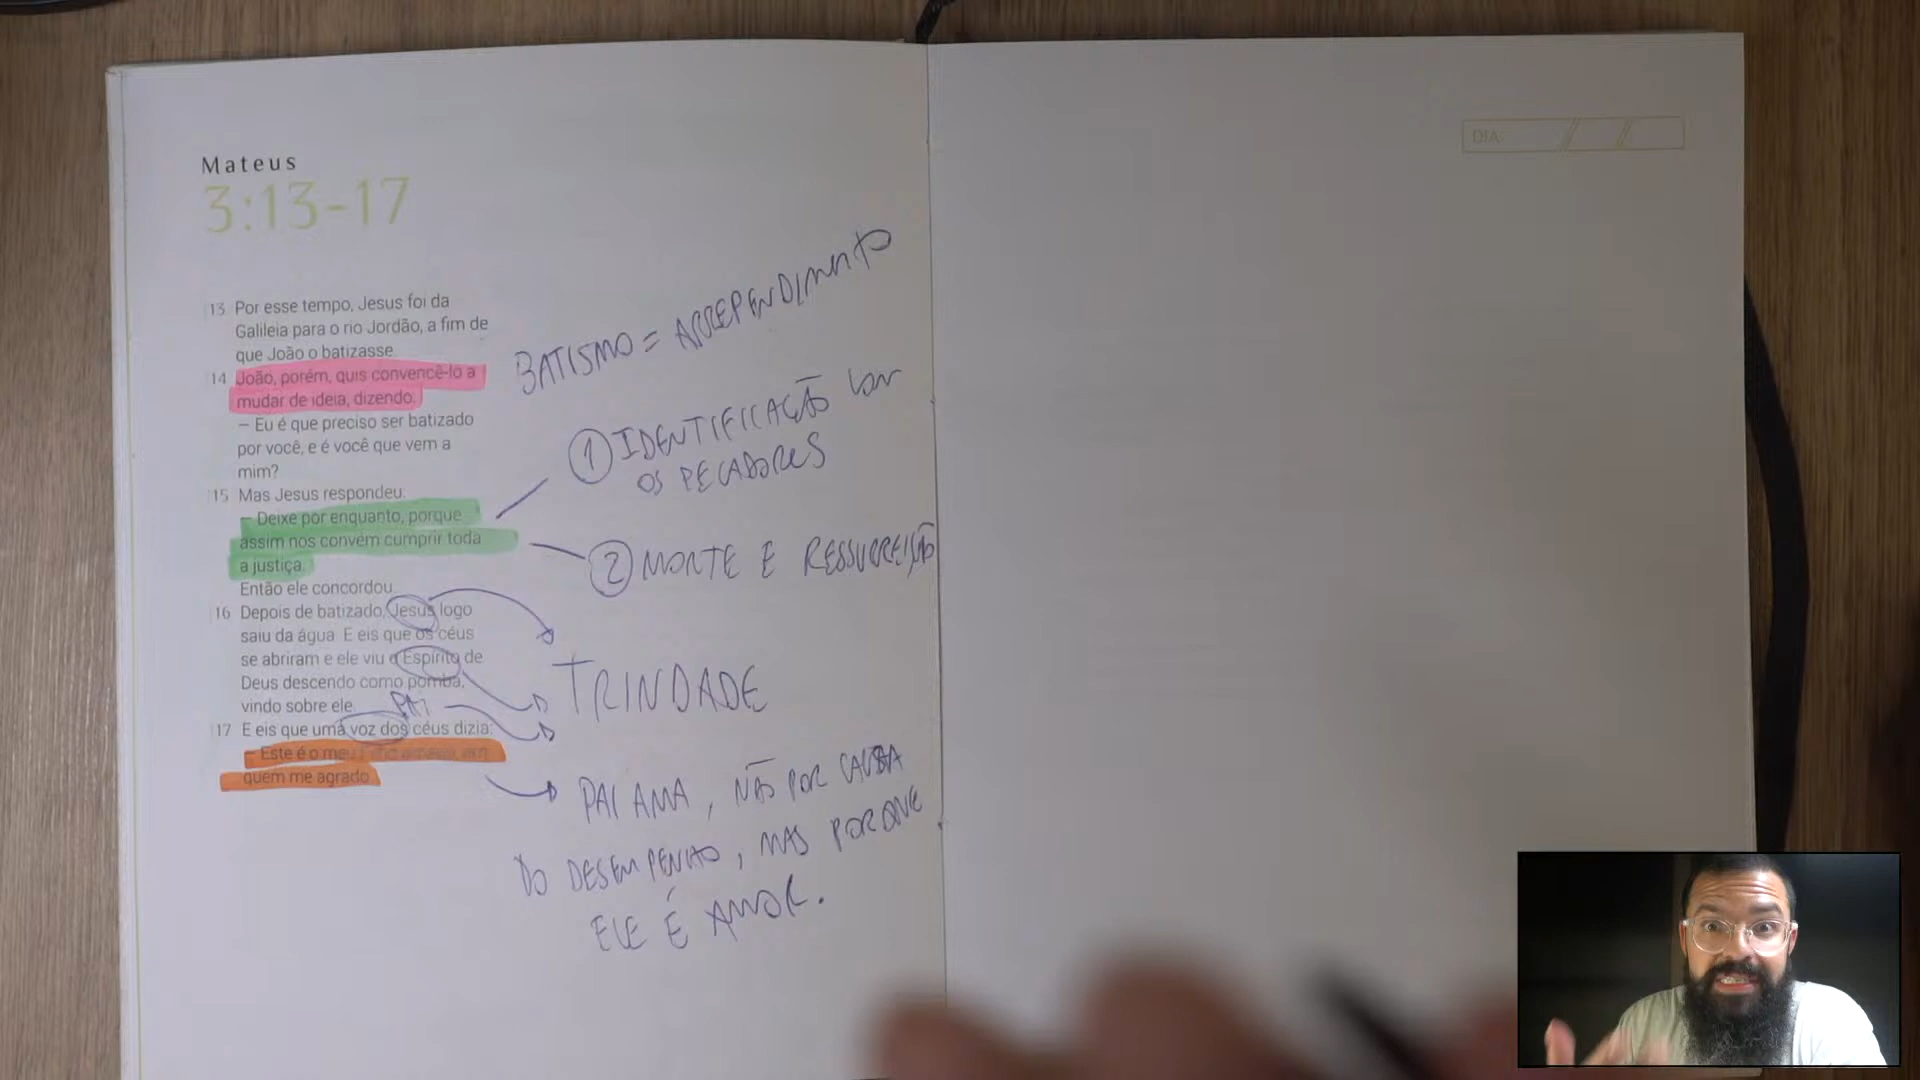 Mateus
3:13-17
13 Por esse tempo, Jesus foi da
Galileia para o rio Jordão, a fim de
que João o batizasse.
14 João, porém, quis convencê-lo a
mudar de ideia, dizendo:
– Eu é que preciso ser batizado
por você, e é você que vem a
mim?
15 Mas Jesus respondeu:
– Deixe por enquanto, porque
assim nos convém cumprir toda
a justiça.
Então ele concordou.
16 Depois de batizado, Jesus logo
saiu da água. E eis que os céus
se abriram e ele viu o Espírito de
Deus descendo como pomba,
vindo sobre ele.
PAI
17 E eis que uma voz dos céus dizia:
– Este é o meu
quem me agrado.
BATISMO = ARREPENDIMENTO
1 IDENTIFICAÇÃO COM
OS PECADORES
2 MORTE E RESSURREIÇÃO
TRINDADE
PAI AMA, NÃO POR CAUSA
DO DESEMPENHO, MAS PORQUE
ELE É AMOR.
DIA: / /